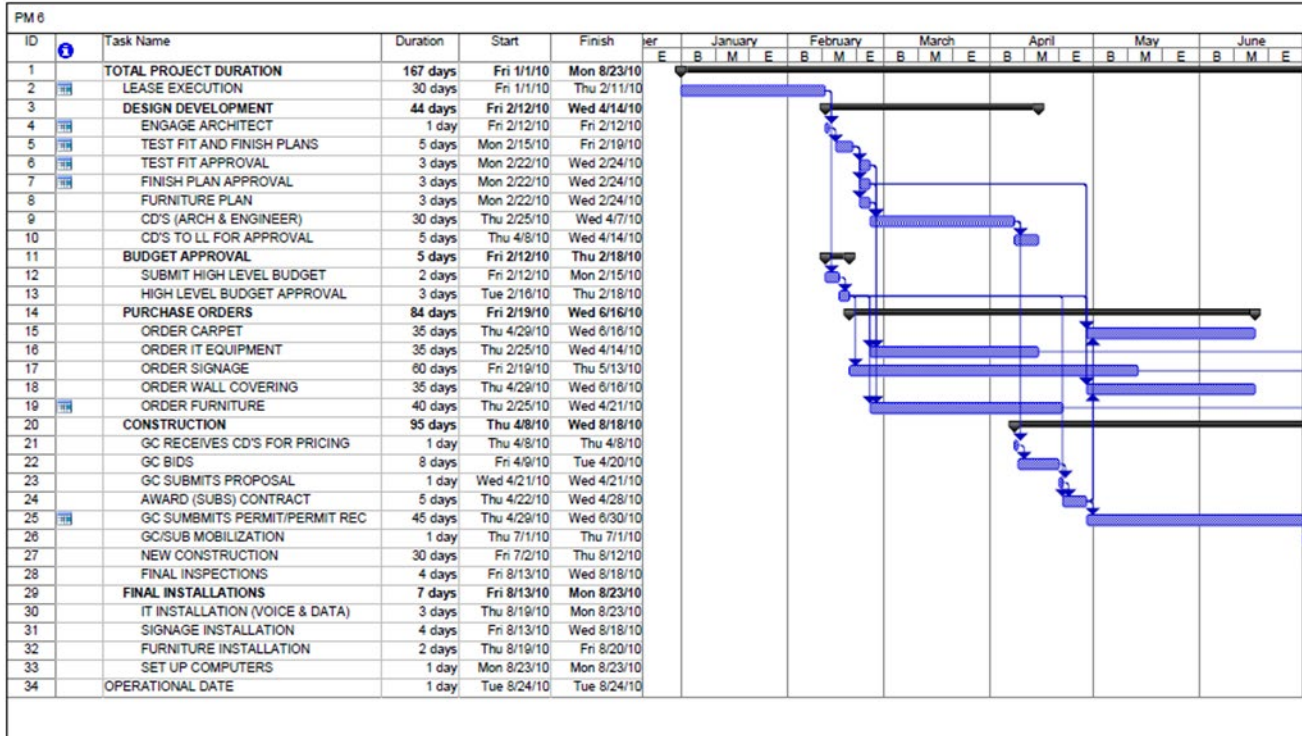 PM 6
ID Task Name Duration Start Finish er January February March April May June
E B M E B M E B M E B M E B M E B M E
1 TOTAL PROJECT DURATION 167 days Fri 1/1/10 Mon 8/23/10
2 LEASE EXECUTION 30 days Fri 1/1/10 Thu 2/11/10
3 DESIGN DEVELOPMENT 44 days Fri 2/12/10 Wed 4/14/10
4 ENGAGE ARCHITECT 1 day Fri 2/12/10 Fri 2/12/10
5 TEST FIT AND FINISH PLANS 5 days Mon 2/15/10 Fri 2/19/10
6 TEST FIT APPROVAL 3 days Mon 2/22/10 Wed 2/24/10
7 FINISH PLAN APPROVAL 3 days Mon 2/22/10 Wed 2/24/10
8 FURNITURE PLAN 3 days Mon 2/22/10 Wed 2/24/10
9 CD'S (ARCH & ENGINEER) 30 days Thu 2/25/10 Wed 4/7/10
10 CD'S TO LL FOR APPROVAL 5 days Thu 4/8/10 Wed 4/14/10
11 BUDGET APPROVAL 5 days Fri 2/12/10 Thu 2/18/10
12 SUBMIT HIGH LEVEL BUDGET 2 days Fri 2/12/10 Mon 2/15/10
13 HIGH LEVEL BUDGET APPROVAL 3 days Tue 2/16/10 Thu 2/18/10
14 PURCHASE ORDERS 84 days Fri 2/19/10 Wed 6/16/10
15 ORDER CARPET 35 days Thu 4/29/10 Wed 6/16/10
16 ORDER IT EQUIPMENT 35 days Thu 2/25/10 Wed 4/14/10
17 ORDER SIGNAGE 60 days Fri 2/19/10 Thu 5/13/10
18 ORDER WALL COVERING 35 days Thu 4/29/10 Wed 6/16/10
19 ORDER FURNITURE 40 days Thu 2/25/10 Wed 4/21/10
20 CONSTRUCTION 95 days Thu 4/8/10 Wed 8/18/10
21 GC RECEIVES CD'S FOR PRICING 1 day Thu 4/8/10 Thu 4/8/10
22 GC BIDS 8 days Fri 4/9/10 Tue 4/20/10
23 GC SUBMITS PROPOSAL 1 day Wed 4/21/10 Wed 4/21/10
24 AWARD (SUBS) CONTRACT 5 days Thu 4/22/10 Wed 4/28/10
25 GC SUMBMITS PERMIT/PERMIT REC 45 days Thu 4/29/10 Wed 6/30/10
26 GC/SUB MOBILIZATION 1 day Thu 7/1/10 Thu 7/1/10
27 NEW CONSTRUCTION 30 days Fri 7/2/10 Thu 8/12/10
28 FINAL INSPECTIONS 4 days Fri 8/13/10 Wed 8/18/10
29 FINAL INSTALLATIONS 7 days Fri 8/13/10 Mon 8/23/10
30 IT INSTALLATION (VOICE & DATA) 3 days Thu 8/19/10 Mon 8/23/10
31 SIGNAGE INSTALLATION 4 days Fri 8/13/10 Wed 8/18/10
32 FURNITURE INSTALLATION 2 days Thu 8/19/10 Fri 8/20/10
33 SET UP COMPUTERS 1 day Mon 8/23/10 Mon 8/23/10
34 OPERATIONAL DATE 1 day Tue 8/24/10 Tue 8/24/10